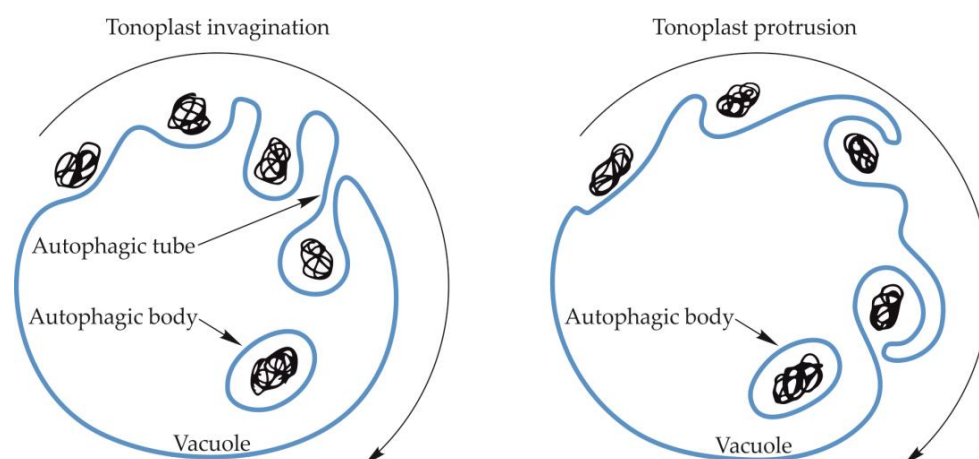 Tonoplast invagination
Autophagic tube
Autophagic body
Vacuole
Tonoplast protrusion
Autophagic body
Vacuole